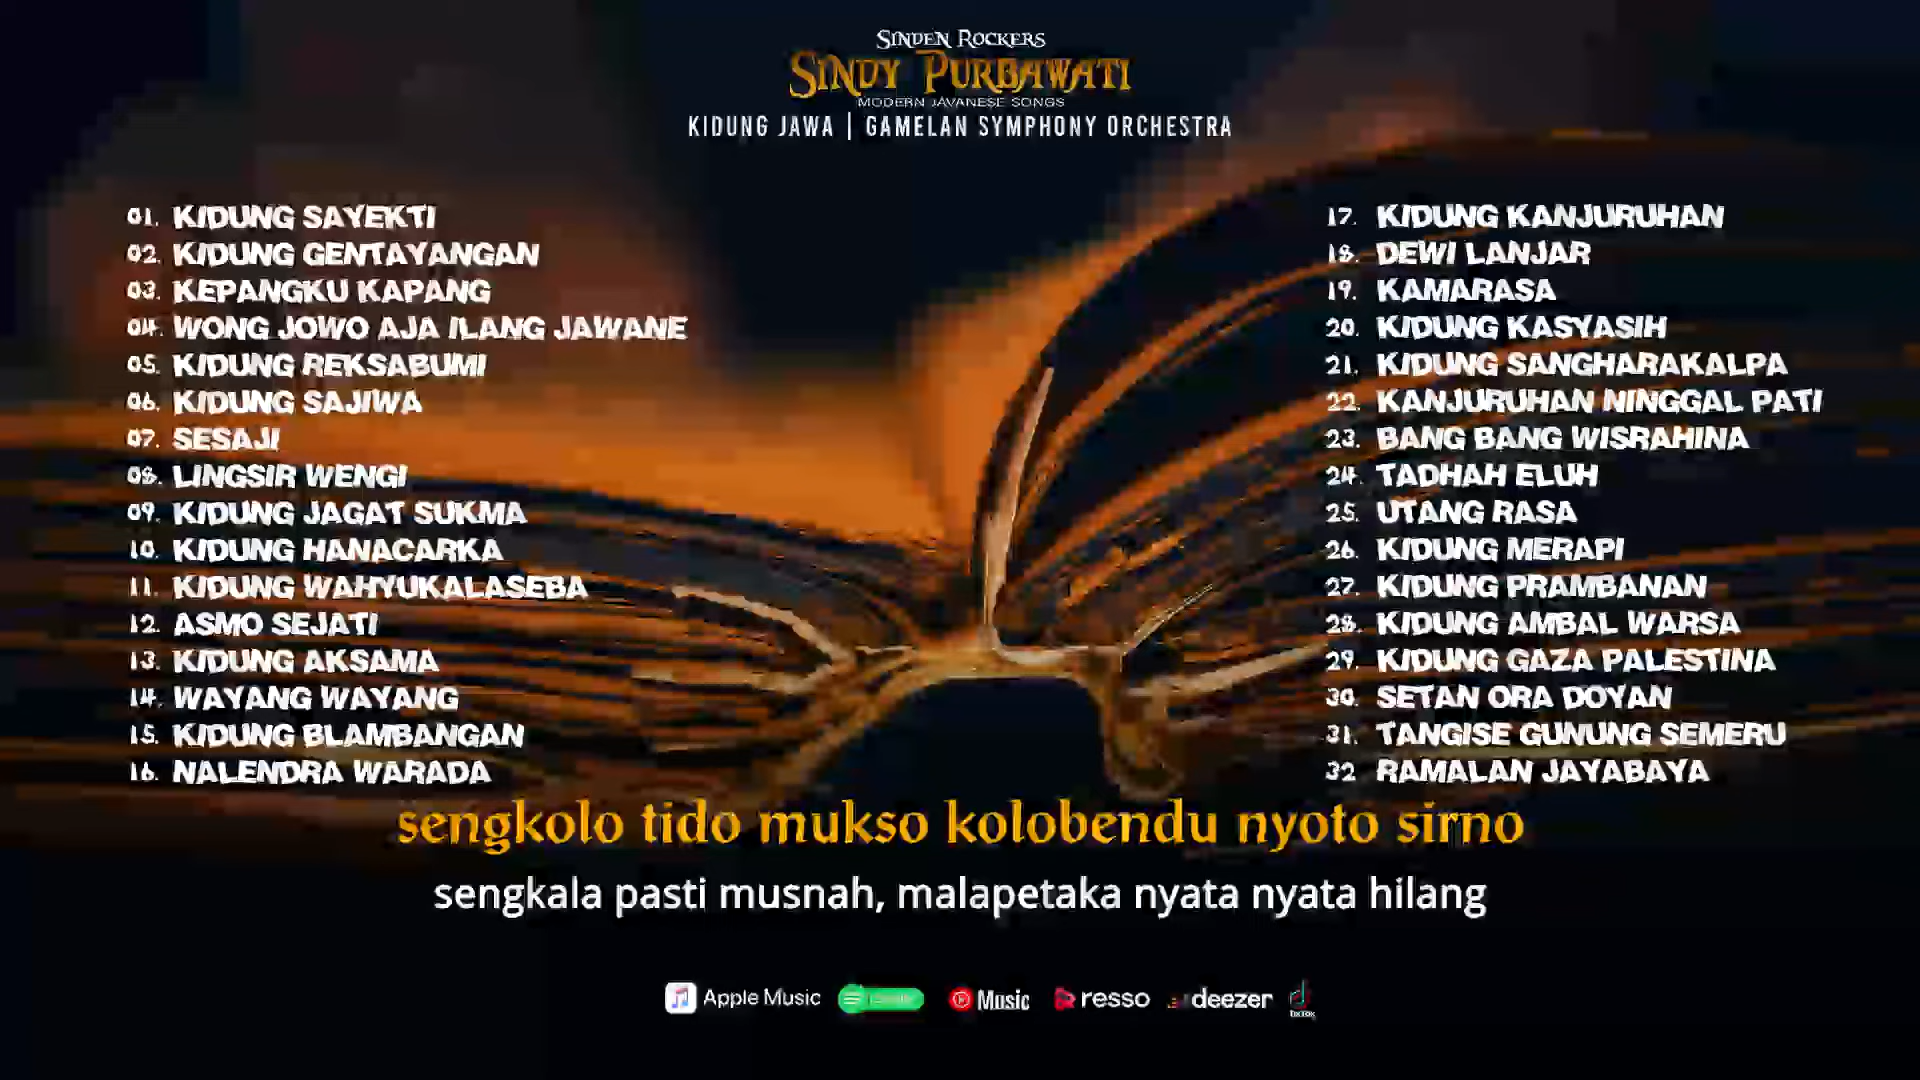 SINDEN ROCKERS
SINDY PURBAWATI
MODERN JAVANESE SONGS
KIDUNG JAWA | GAMELAN SYMPHONY ORCHESTRA
01. KIDUNG SAYEKTI
02. KIDUNG GENTAYANGAN
03. KEPANGKU KAPANG
04. WONG JOWO AJA ILANG JAWANE
05. KIDUNG REKSABUMI
06. KIDUNG SAJIWA
07. SESAJI
08. LINGSIR WENGI
09. KIDUNG JAGAT SUKMA
10. KIDUNG HANACARKA
11. KIDUNG WAHYUKALASEBA
12. ASMO SEJATI
13. KIDUNG AKSAMA
14. WAYANG WAYANG
15. KIDUNG BLAMBANGAN
16. NALENDRA WARADA
17. KIDUNG KANJURUHAN
18. DEWI LANJAR
19. KAMARASA
20. KIDUNG KASYASIH
21. KIDUNG SANGHARAKALPA
22. KANJURUHAN NINGGAL PATI
23. BANG BANG WISRAHINA
24. TADHAH ELUH
25. UTANG RASA
26. KIDUNG MERAPI
27. KIDUNG PRAMBANAN
28. KIDUNG AMBAL WARSA
29. KIDUNG GAZA PALESTINA
30. SETAN ORA DOYAN
31. TANGISE GUNUNG SEMERU
32 RAMALAN JAYABAYA
sengkolo tido mukso kolobendu nyoto sirno
sengkala pasti musnah, malapetaka nyata nyata hilang
Apple Music Music resso deezer TikTok